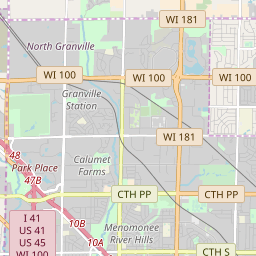 WI 181
North Granville
WI 100
WI 100
WI 100
Granville
Station
WI 181
48
Park Place
47B
Calumet
Farms
CTH PP
CTH PP
I 41
US 41
US 45
WI 100
10B
10A
Menomonee
River Hills
CTH S